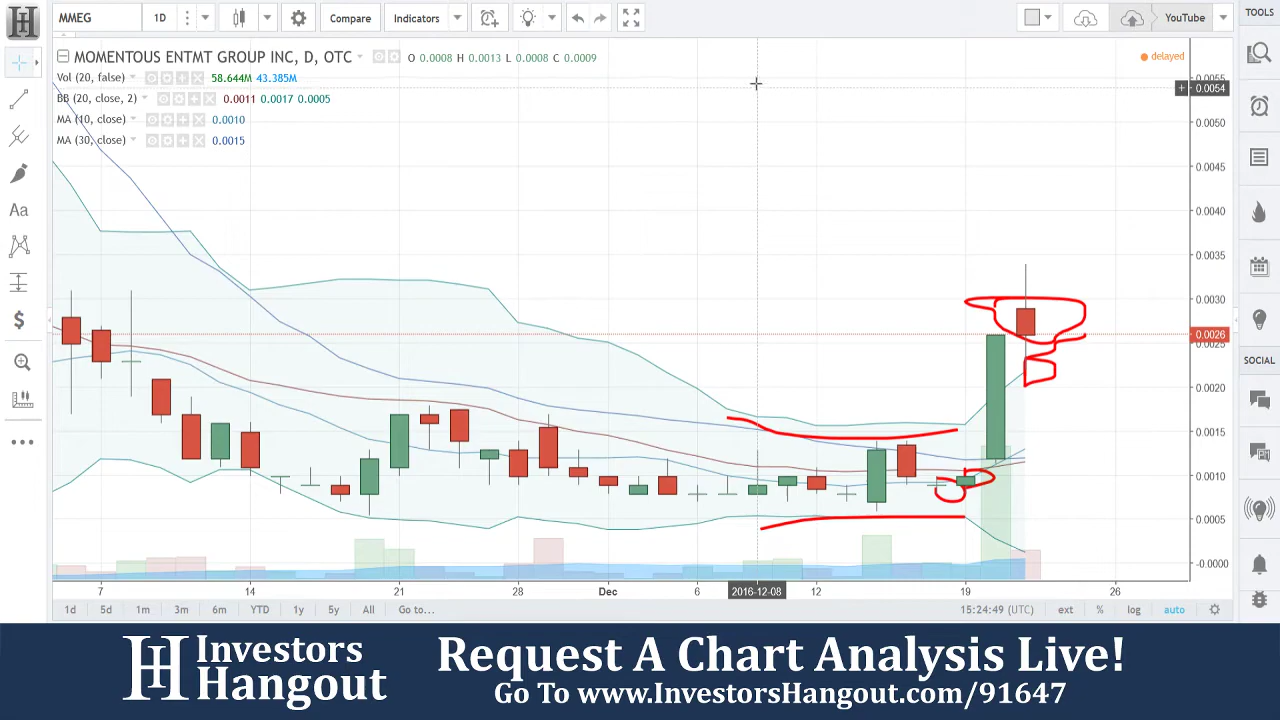 MMEG
1D
Compare
Indicators
YouTube
TOOLS
MOMENTOUS ENTMT GROUP INC, D, OTC
O 0.0008 H 0.0013 L 0.0008 C 0.0009
delayed
Vol (20, false) 58.644M 43.385M
BB (20, close, 2) 0.0011 0.0017 0.0005
MA (10, close) 0.0010
MA (30, close) 0.0015
0.0055
0.0054
0.0050
0.0045
0.0040
0.0035
0.0030
0.0026
0.0025
0.0020
0.0015
0.0010
0.0005
-0.0000
Aa
$
SOCIAL
7 14 21 28 Dec 6 2016-12-08 12 19 26
1d 5d 1m 3m 6m YTD 1y 5y All Go to... 15:24:49 (UTC) ext % log auto
H Investors Hangout
Request A Chart Analysis Live!
Go To www.InvestorsHangout.com/91647